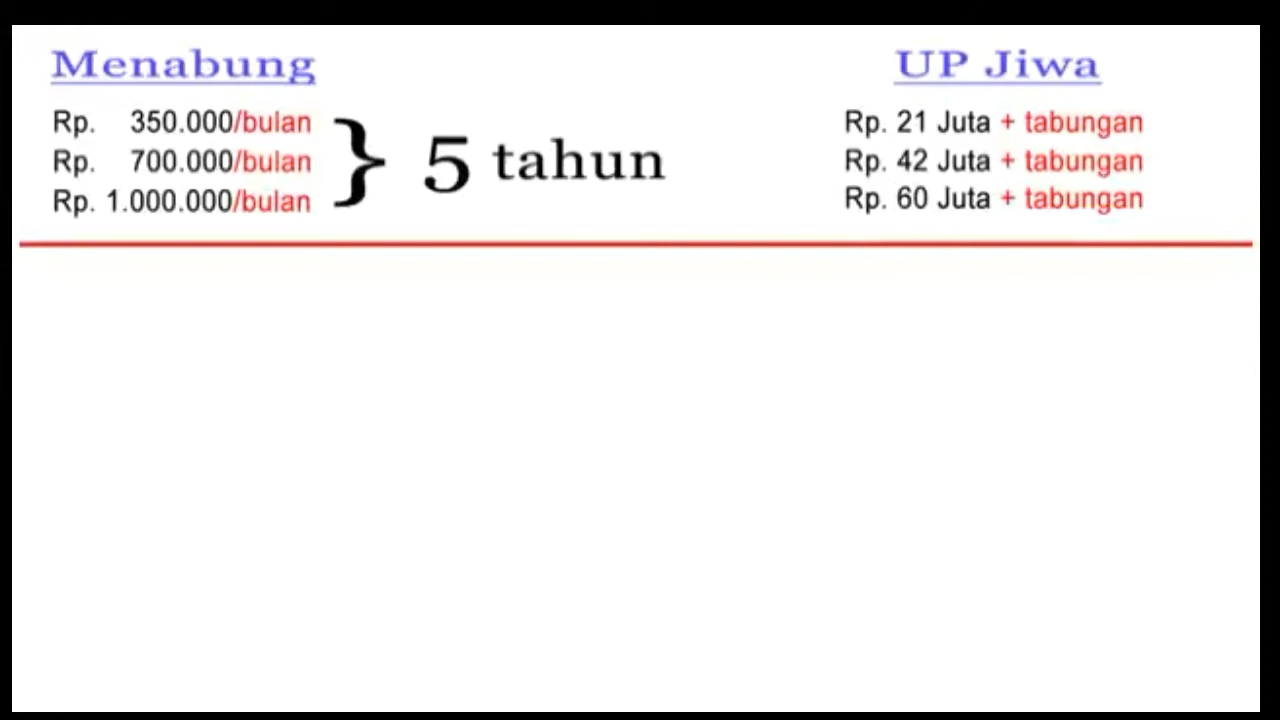 Menabung
Rp. 350.000/bulan
Rp. 700.000/bulan
Rp. 1.000.000/bulan
} 5 tahun
UP Jiwa
Rp. 21 Juta + tabungan
Rp. 42 Juta + tabungan
Rp. 60 Juta + tabungan